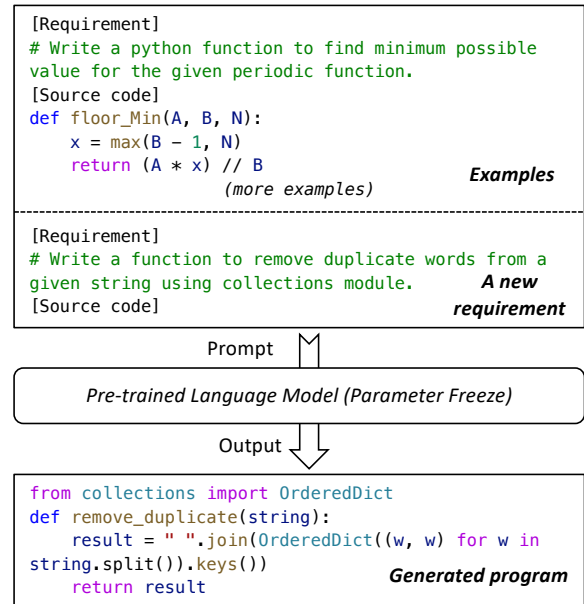 [Requirement]
# Write a python function to find minimum possible
value for the given periodic function.
[Source code]
def floor_Min(A, B, N):
    x = max(B - 1, N)
    return (A * x) // B
(more examples)
Examples
[Requirement]
# Write a function to remove duplicate words from a
given string using collections module.
[Source code]
A new
requirement
Prompt
Pre-trained Language Model (Parameter Freeze)
Output
from collections import OrderedDict
def remove_duplicate(string):
    result = " ".join(OrderedDict((w, w) for w in
string.split()).keys())
    return result
Generated program